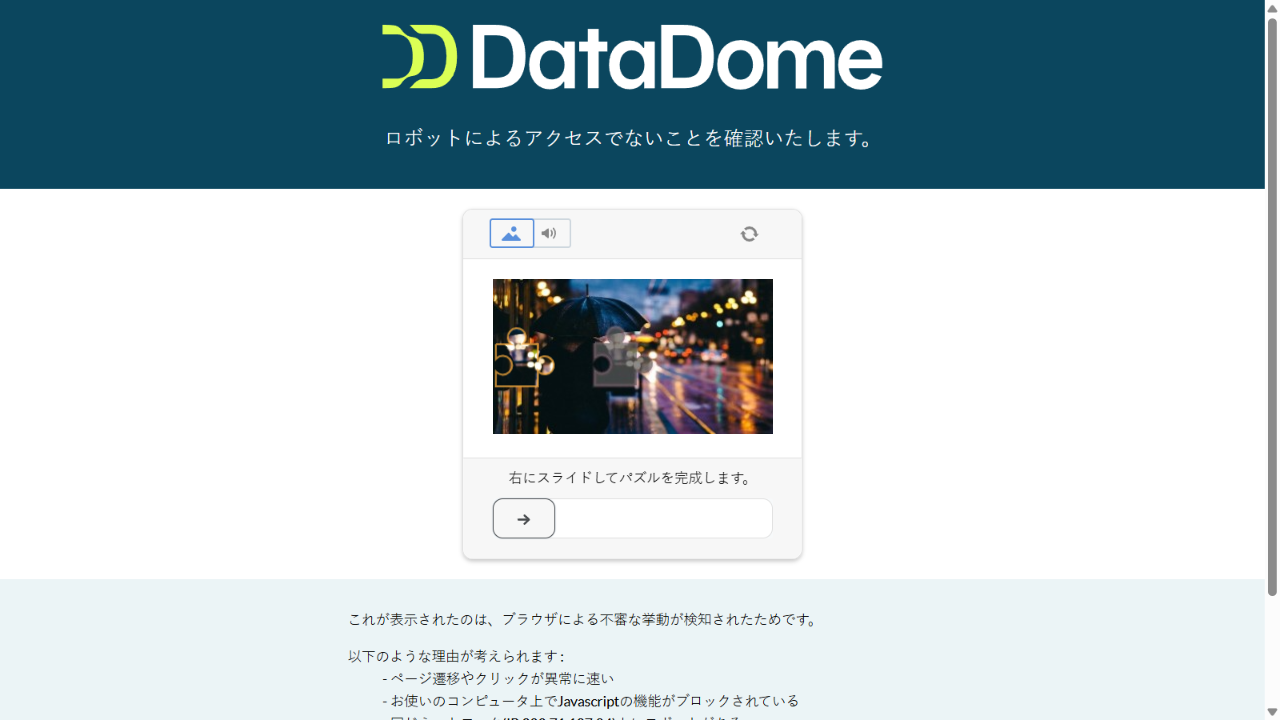 DataDome
ロボットによるアクセスでないことを確認いたします。
右にスライドしてパズルを完成します。
これが表示されたのは、ブラウザによる不審な挙動が検知されたためです。
以下のような理由が考えられます:
- ページ遷移やクリックが異常に速い
- お使いのコンピュータ上でJavascriptの機能がブロックされている